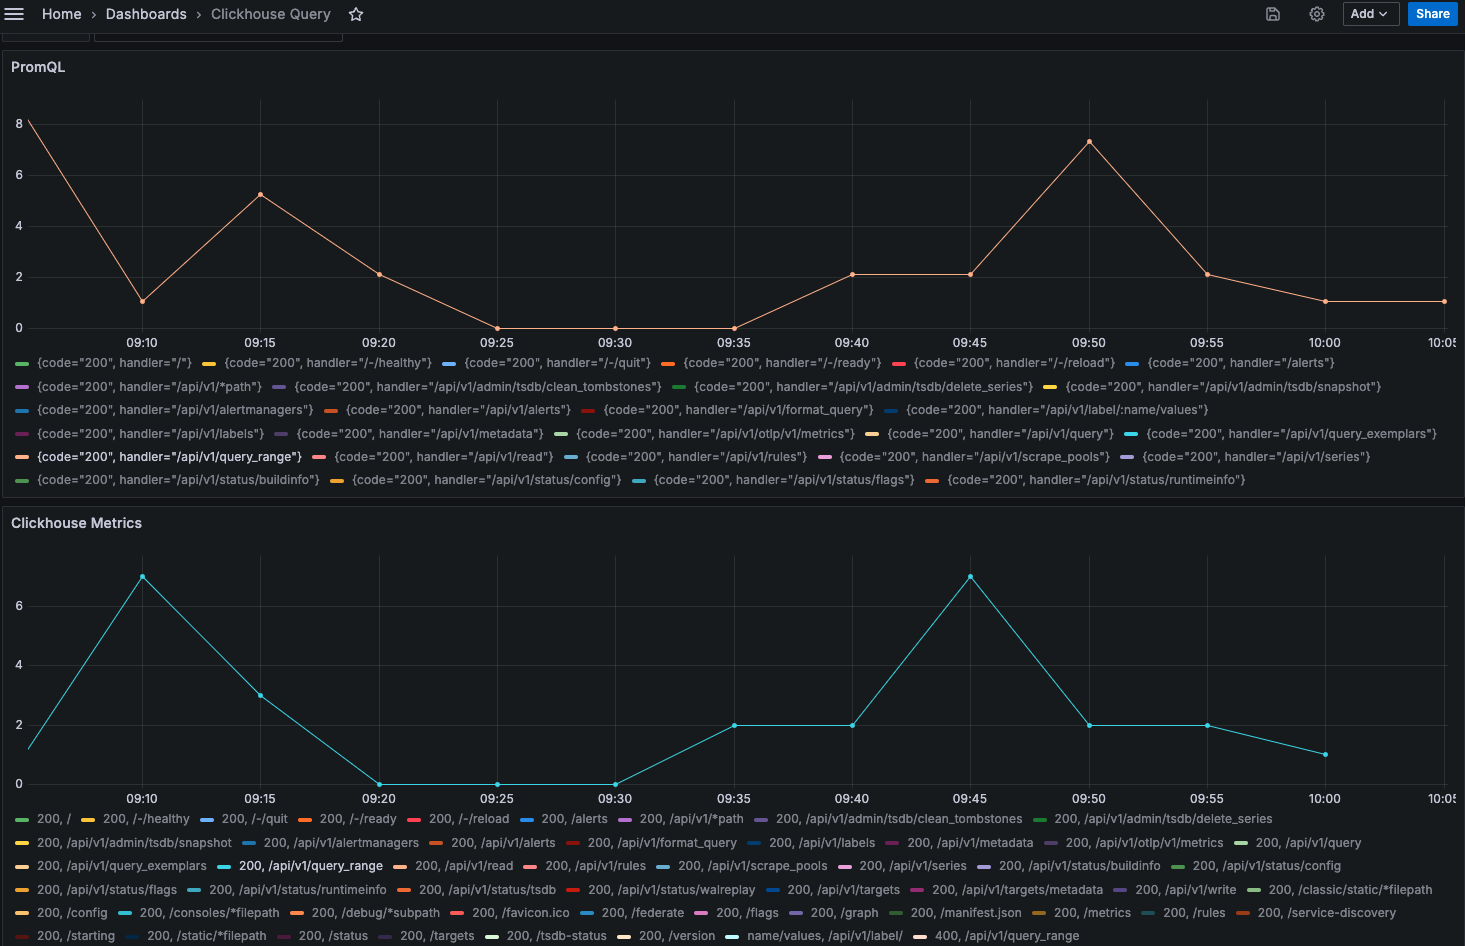 Home › Dashboards › Clickhouse Query
Add
Share
PromQL
8
6
4
2
0
09:10 09:15 09:20 09:25 09:30 09:35 09:40 09:45 09:50 09:55 10:00 10:05
{code="200", handler="/"} {code="200", handler="/-/healthy"} {code="200", handler="/-/quit"} {code="200", handler="/-/ready"} {code="200", handler="/-/reload"} {code="200", handler="/alerts"}
{code="200", handler="/api/v1/*path"} {code="200", handler="/api/v1/admin/tsdb/clean_tombstones"} {code="200", handler="/api/v1/admin/tsdb/delete_series"} {code="200", handler="/api/v1/admin/tsdb/snapshot"}
{code="200", handler="/api/v1/alertmanagers"} {code="200", handler="/api/v1/alerts"} {code="200", handler="/api/v1/format_query"} {code="200", handler="/api/v1/label/:name/values"}
{code="200", handler="/api/v1/labels"} {code="200", handler="/api/v1/metadata"} {code="200", handler="/api/v1/otlp/v1/metrics"} {code="200", handler="/api/v1/query"} {code="200", handler="/api/v1/query_exemplars"}
{code="200", handler="/api/v1/query_range"} {code="200", handler="/api/v1/read"} {code="200", handler="/api/v1/rules"} {code="200", handler="/api/v1/scrape_pools"} {code="200", handler="/api/v1/series"}
{code="200", handler="/api/v1/status/buildinfo"} {code="200", handler="/api/v1/status/config"} {code="200", handler="/api/v1/status/flags"} {code="200", handler="/api/v1/status/runtimeinfo"}
Clickhouse Metrics
6
4
2
0
09:10 09:15 09:20 09:25 09:30 09:35 09:40 09:45 09:50 09:55 10:00 10:05
200, / 200, /-/healthy 200, /-/quit 200, /-/ready 200, /-/reload 200, /alerts 200, /api/v1/*path 200, /api/v1/admin/tsdb/clean_tombstones 200, /api/v1/admin/tsdb/delete_series
200, /api/v1/admin/tsdb/snapshot 200, /api/v1/alertmanagers 200, /api/v1/alerts 200, /api/v1/format_query 200, /api/v1/labels 200, /api/v1/metadata 200, /api/v1/otlp/v1/metrics 200, /api/v1/query
200, /api/v1/query_exemplars 200, /api/v1/query_range 200, /api/v1/read 200, /api/v1/rules 200, /api/v1/scrape_pools 200, /api/v1/series 200, /api/v1/status/buildinfo 200, /api/v1/status/config
200, /api/v1/status/flags 200, /api/v1/status/runtimeinfo 200, /api/v1/status/tsdb 200, /api/v1/status/walreplay 200, /api/v1/targets 200, /api/v1/targets/metadata 200, /api/v1/write 200, /classic/static/*filepath
200, /config 200, /consoles/*filepath 200, /debug/*subpath 200, /favicon.ico 200, /federate 200, /flags 200, /graph 200, /manifest.json 200, /metrics 200, /rules 200, /service-discovery
200, /starting 200, /static/*filepath 200, /status 200, /targets 200, /tsdb-status 200, /version name/values, /api/v1/label/ 400, /api/v1/query_range